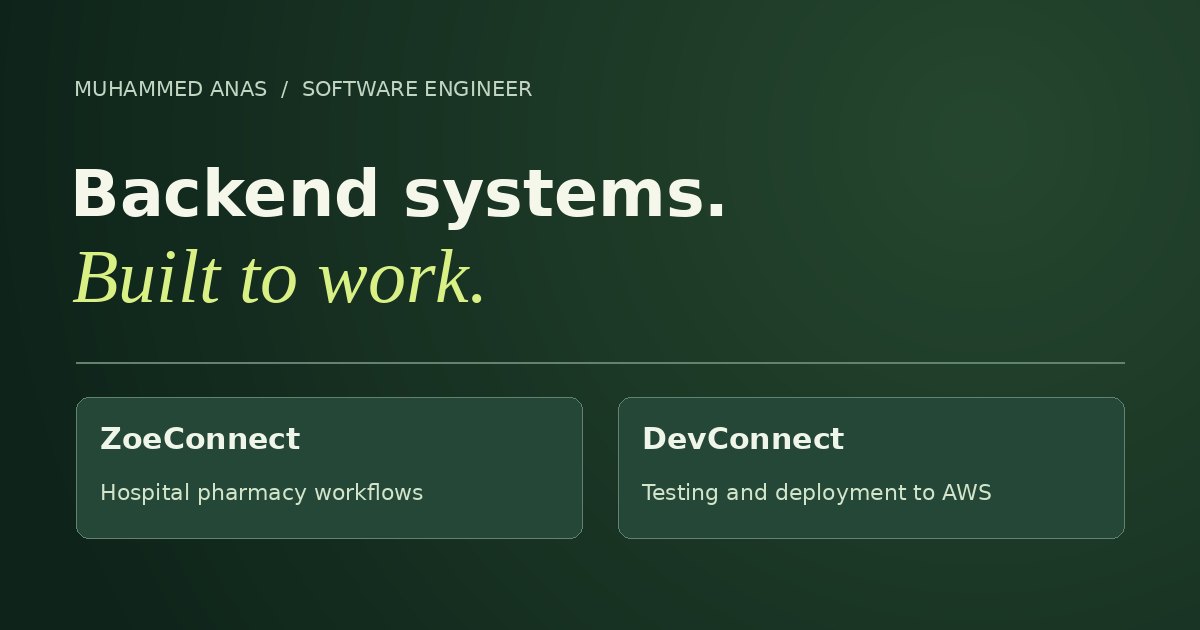 MUHAMMED ANAS / SOFTWARE ENGINEER
Backend systems.
Built to work.
ZoeConnect
Hospital pharmacy workflows
DevConnect
Testing and deployment to AWS